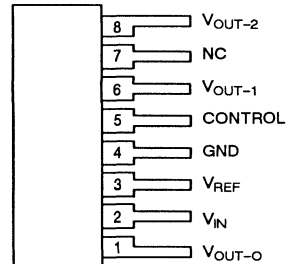 8 VOUT-2
7 NC
6 VOUT-1
5 CONTROL
4 GND
3 VREF
2 VIN
1 VOUT-O